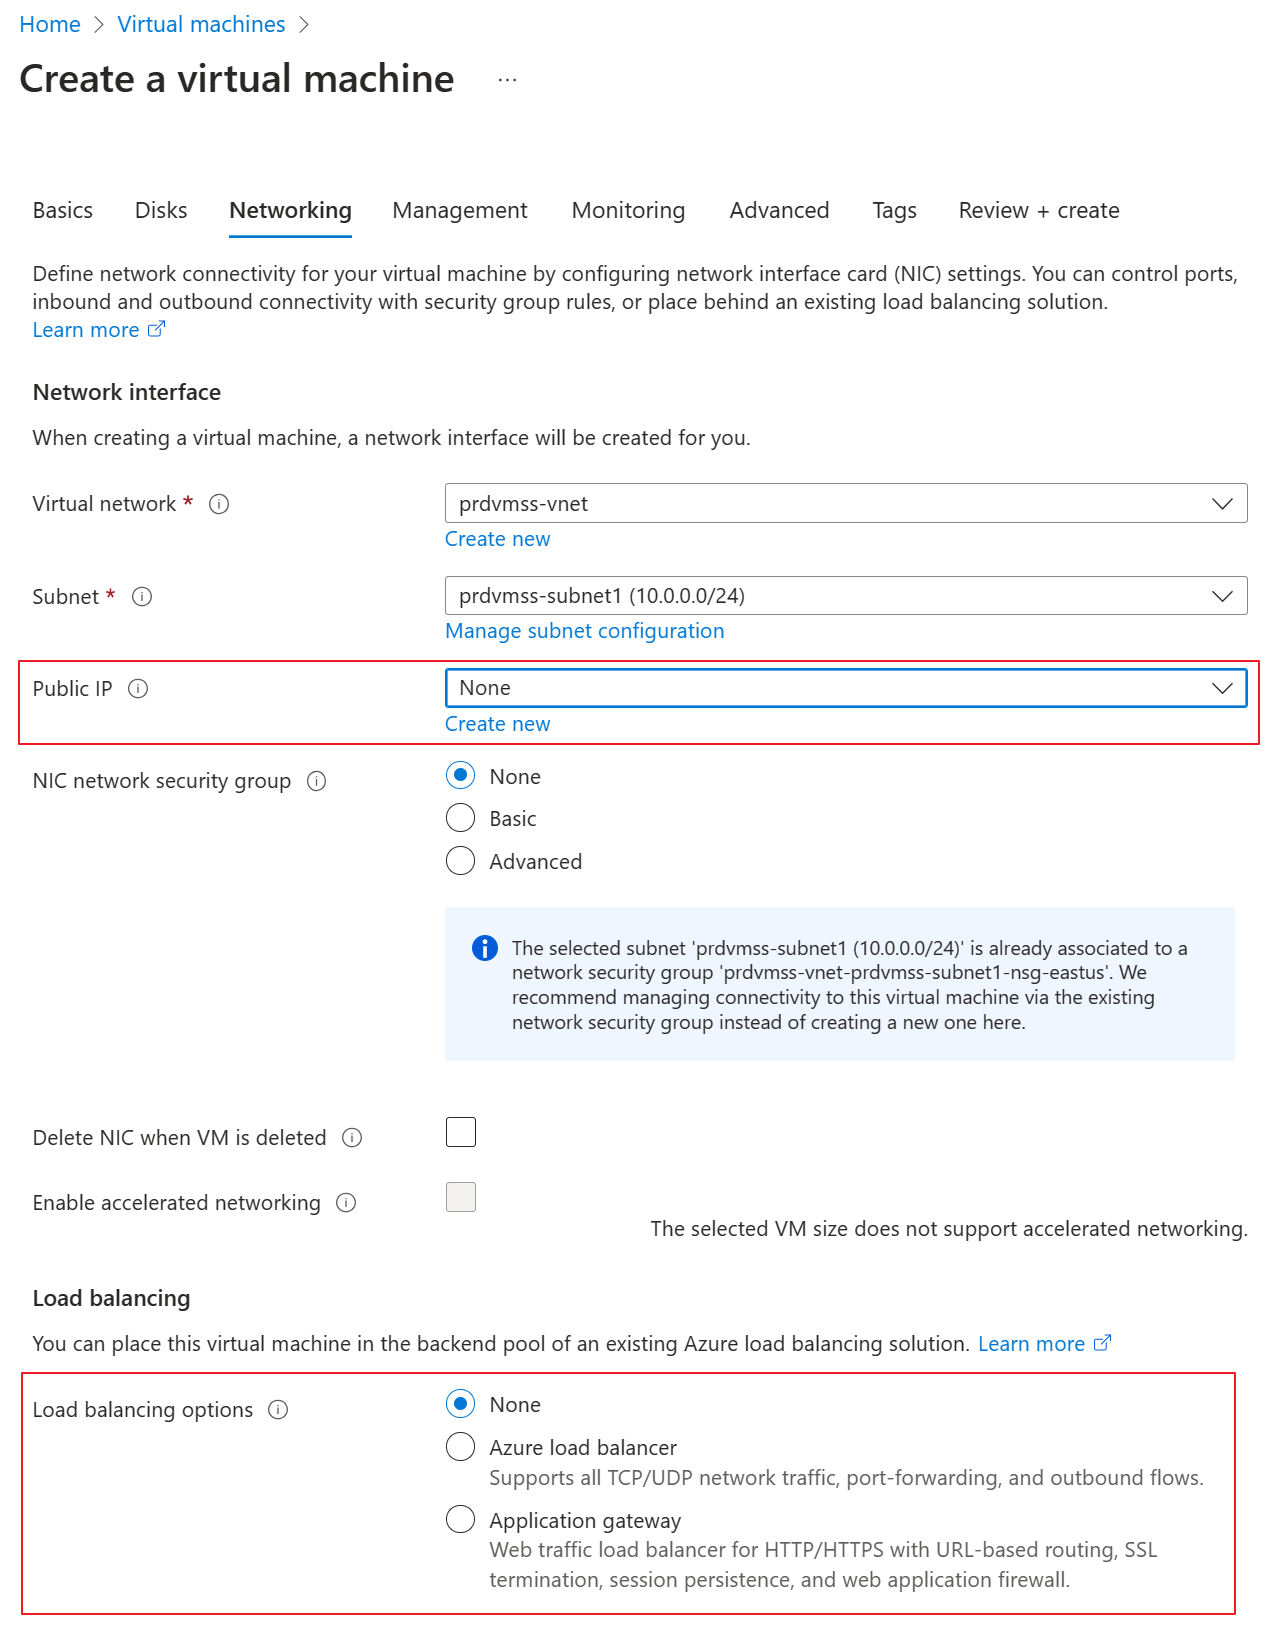 Home > Virtual machines >
Create a virtual machine ...
Basics Disks Networking Management Monitoring Advanced Tags Review + create
Define network connectivity for your virtual machine by configuring network interface card (NIC) settings. You can control ports,
inbound and outbound connectivity with security group rules, or place behind an existing load balancing solution.
Learn more
Network interface
When creating a virtual machine, a network interface will be created for you.
Virtual network * prdvmss-vnet
Create new
Subnet * prdvmss-subnet1 (10.0.0.0/24)
Manage subnet configuration
Public IP None
Create new
NIC network security group None
Basic
Advanced
The selected subnet 'prdvmss-subnet1 (10.0.0.0/24)' is already associated to a
network security group 'prdvmss-vnet-prdvmss-subnet1-nsg-eastus'. We
recommend managing connectivity to this virtual machine via the existing
network security group instead of creating a new one here.
Delete NIC when VM is deleted
Enable accelerated networking
The selected VM size does not support accelerated networking.
Load balancing
You can place this virtual machine in the backend pool of an existing Azure load balancing solution. Learn more
Load balancing options None
Azure load balancer
Supports all TCP/UDP network traffic, port-forwarding, and outbound flows.
Application gateway
Web traffic load balancer for HTTP/HTTPS with URL-based routing, SSL
termination, session persistence, and web application firewall.